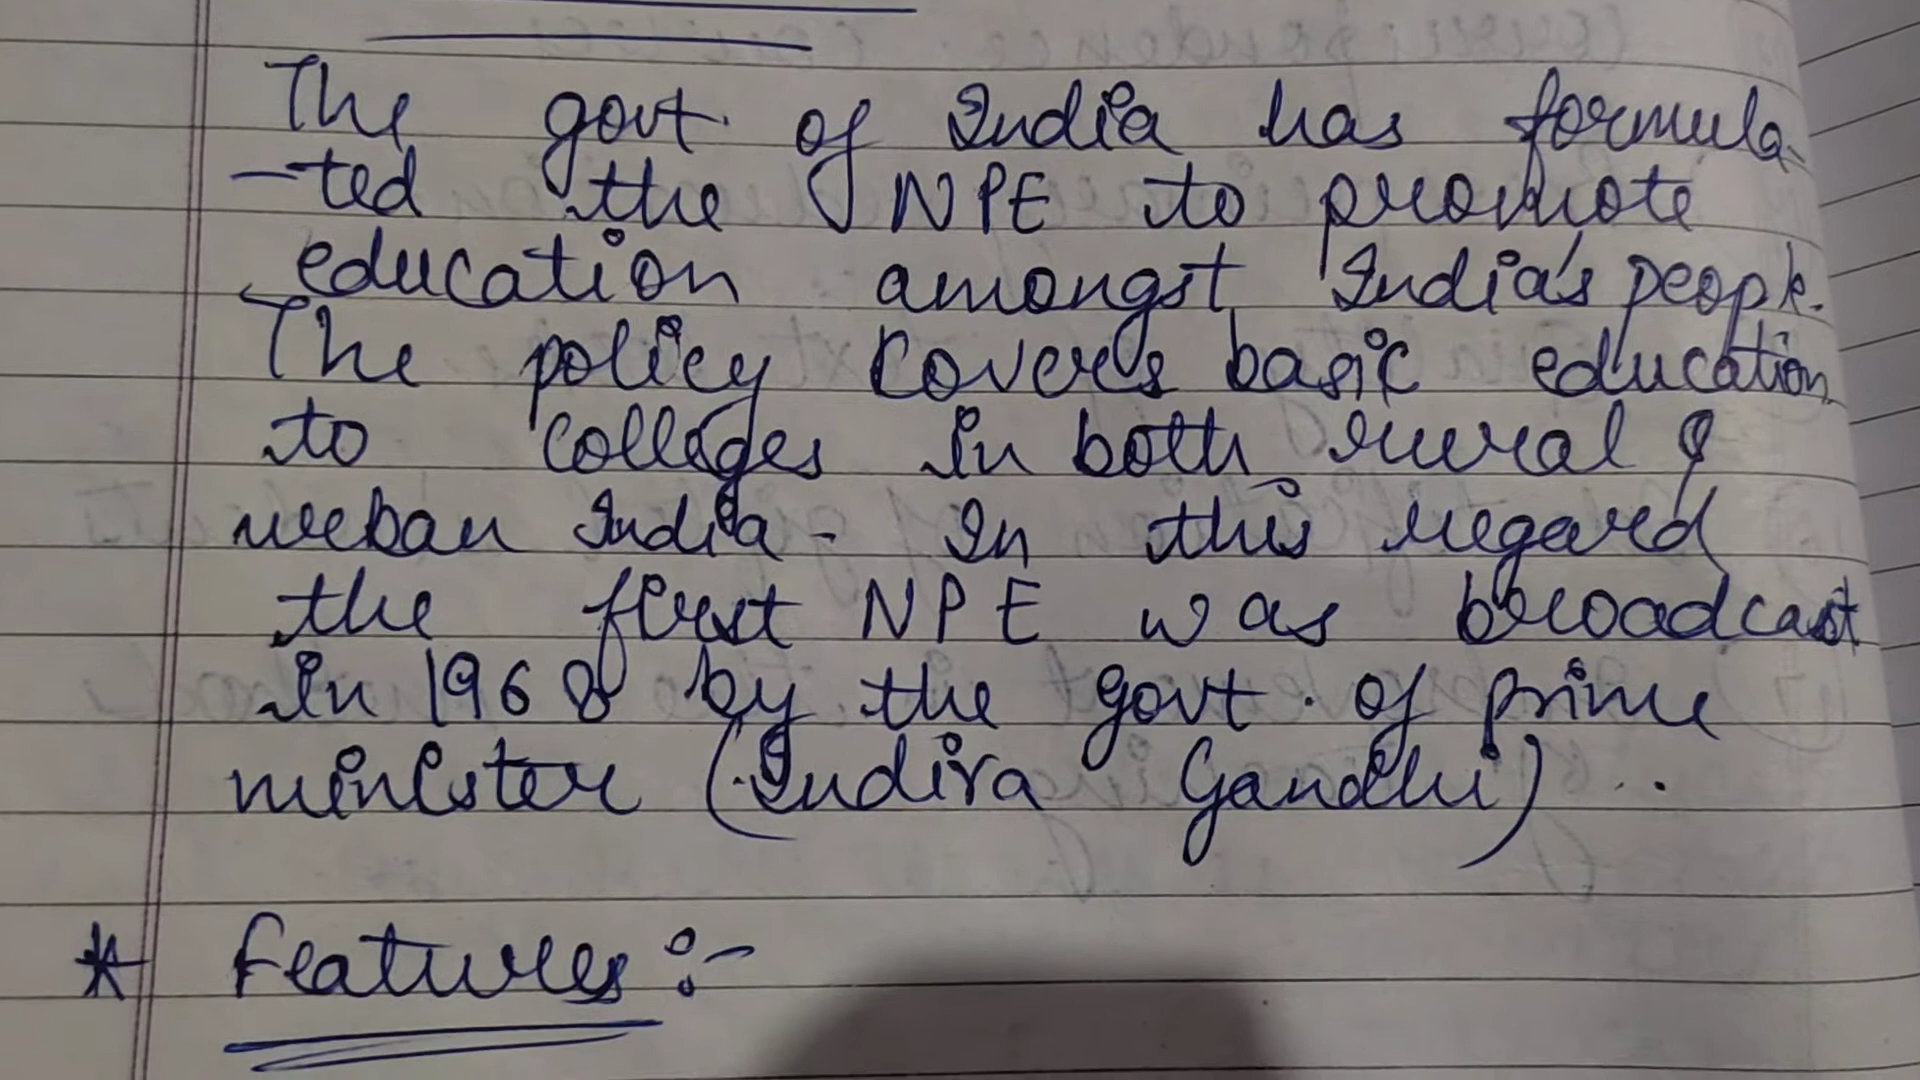 The govt. of India has formula-
-ted the NPE to promote
education amongst India's people.
The policy covers basic education
to colleges in both rural &
urban India - In this regard
the first NPE was broadcast
in 1968 by the govt. of prime
minister (Indira Gandhi) ..
* features :-